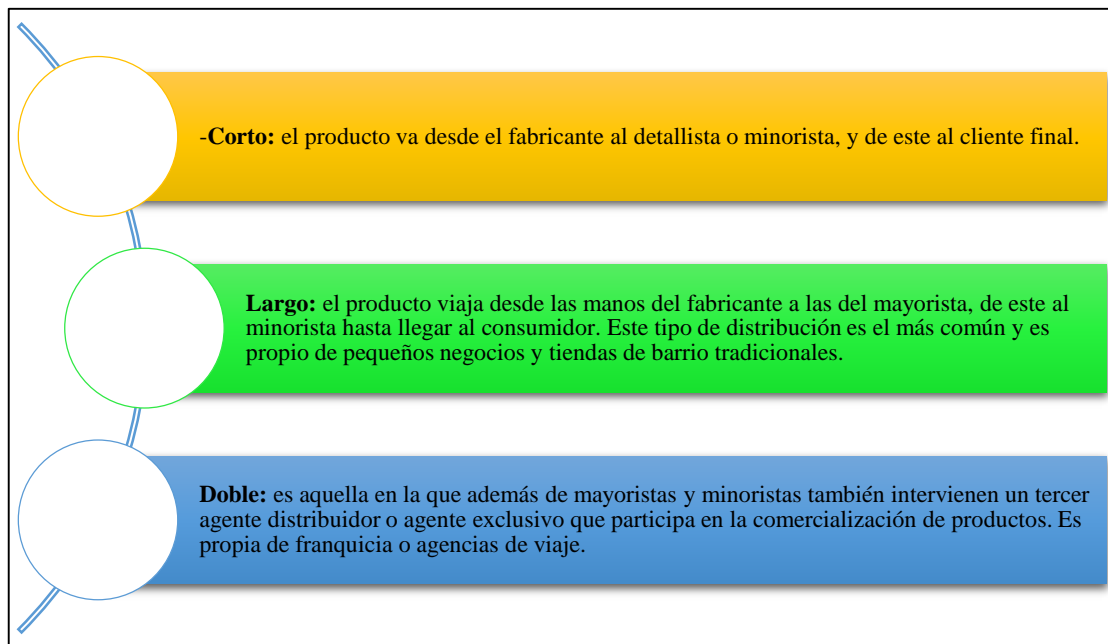 -Corto: el producto va desde el fabricante al detallista o minorista, y de este al cliente final.
Largo: el producto viaja desde las manos del fabricante a las del mayorista, de este al
minorista hasta llegar al consumidor. Este tipo de distribución es el más común y es
propio de pequeños negocios y tiendas de barrio tradicionales.
Doble: es aquella en la que además de mayoristas y minoristas también intervienen un tercer
agente distribuidor o agente exclusivo que participa en la comercialización de productos. Es
propia de franquicia o agencias de viaje.